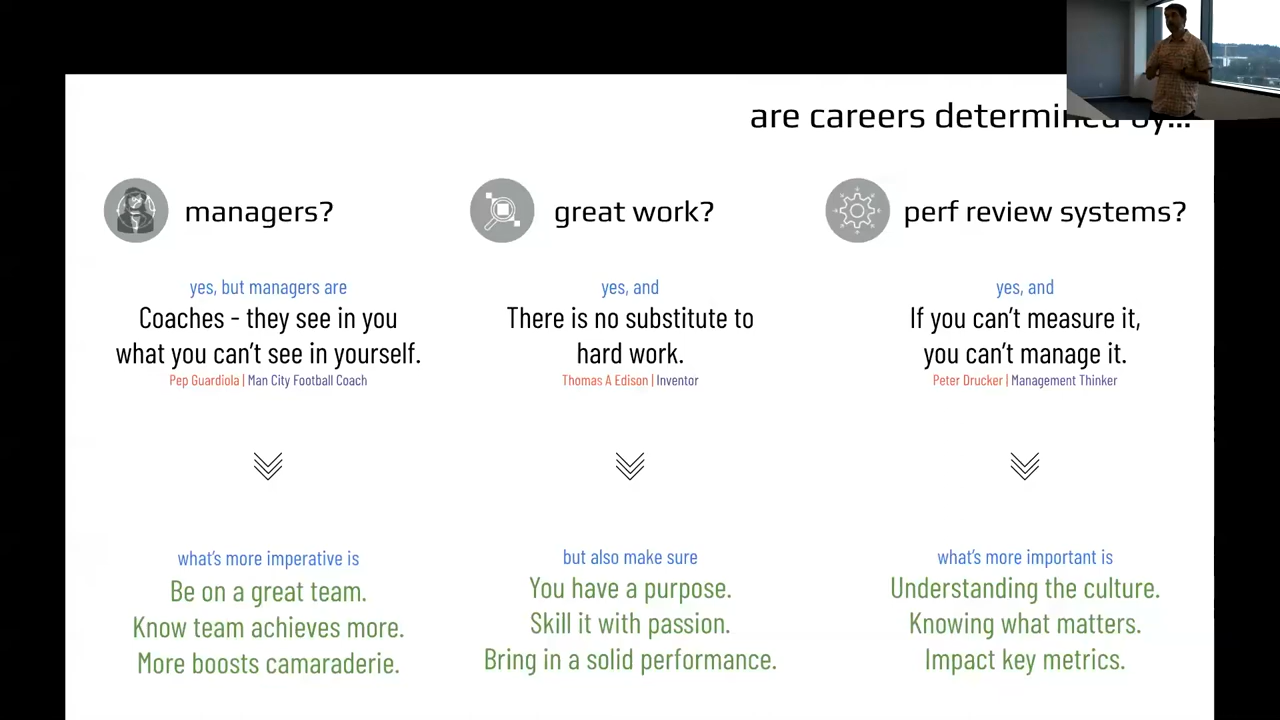 are careers determined by...
managers?
great work?
perf review systems?
yes, but managers are
Coaches - they see in you
what you can't see in yourself.
Pep Guardiola | Man City Football Coach
yes, and
There is no substitute to
hard work.
Thomas A Edison | Inventor
yes, and
If you can't measure it,
you can't manage it.
Peter Drucker | Management Thinker
what's more imperative is
Be on a great team.
Know team achieves more.
More boosts camaraderie.
but also make sure
You have a purpose.
Skill it with passion.
Bring in a solid performance.
what's more important is
Understanding the culture.
Knowing what matters.
Impact key metrics.